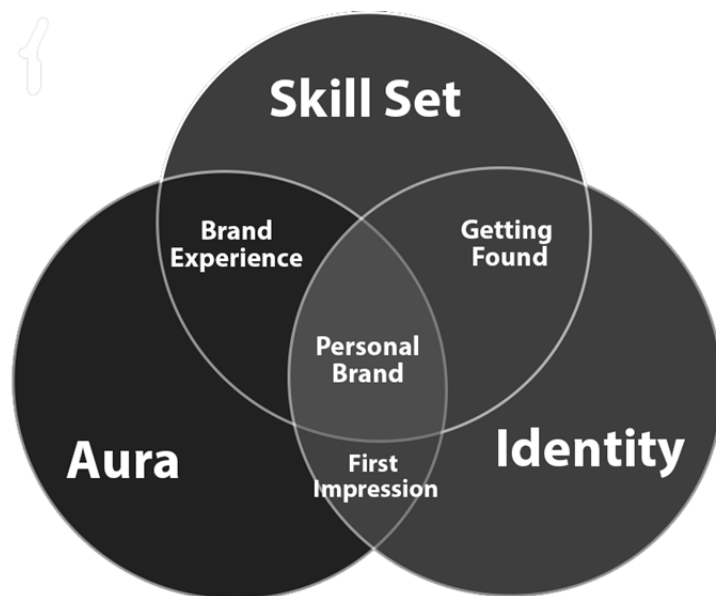 Skill Set
Brand
Experience
Getting
Found
Personal
Brand
Aura
Identity
First
Impression